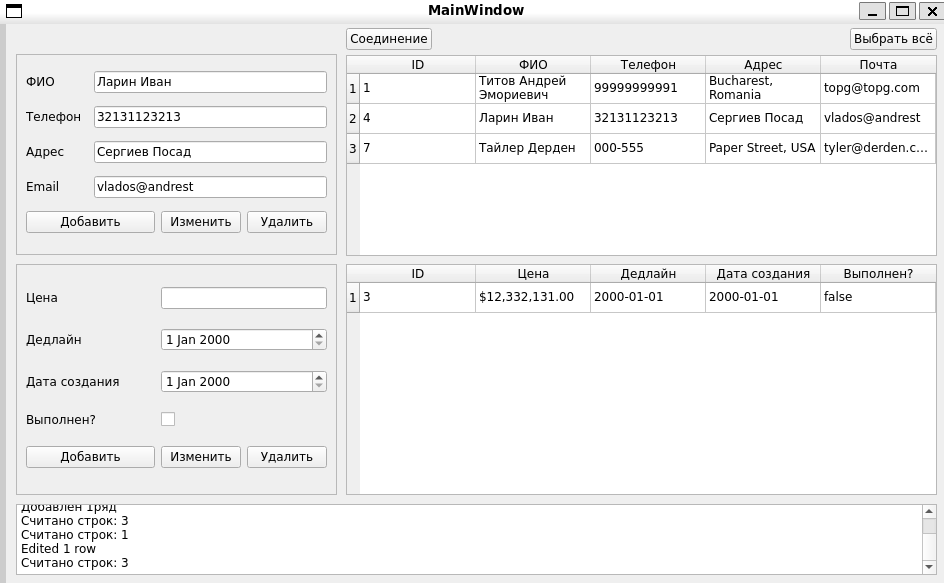 MainWindow
Соединение
Выбрать всё
ФИО
Ларин Иван
Телефон
32131123213
Адрес
Сергиев Посад
Email
vlados@andrest
Добавить
Изменить
Удалить
ID
ФИО
Телефон
Адрес
Почта
1
1
Титов Андрей
Эмориевич
99999999991
Bucharest,
Romania
topg@topg.com
2
4
Ларин Иван
32131123213
Сергиев Посад
vlados@andrest
3
7
Тайлер Дерден
000-555
Paper Street, USA
tyler@derden.c...
Цена
Дедлайн
1 Jan 2000
Дата создания
1 Jan 2000
Выполнен?
Добавить
Изменить
Удалить
ID
Цена
Дедлайн
Дата создания
Выполнен?
1
3
$12,332,131.00
2000-01-01
2000-01-01
false
Добавлен 1ряд
Считано строк: 3
Считано строк: 1
Edited 1 row
Считано строк: 3